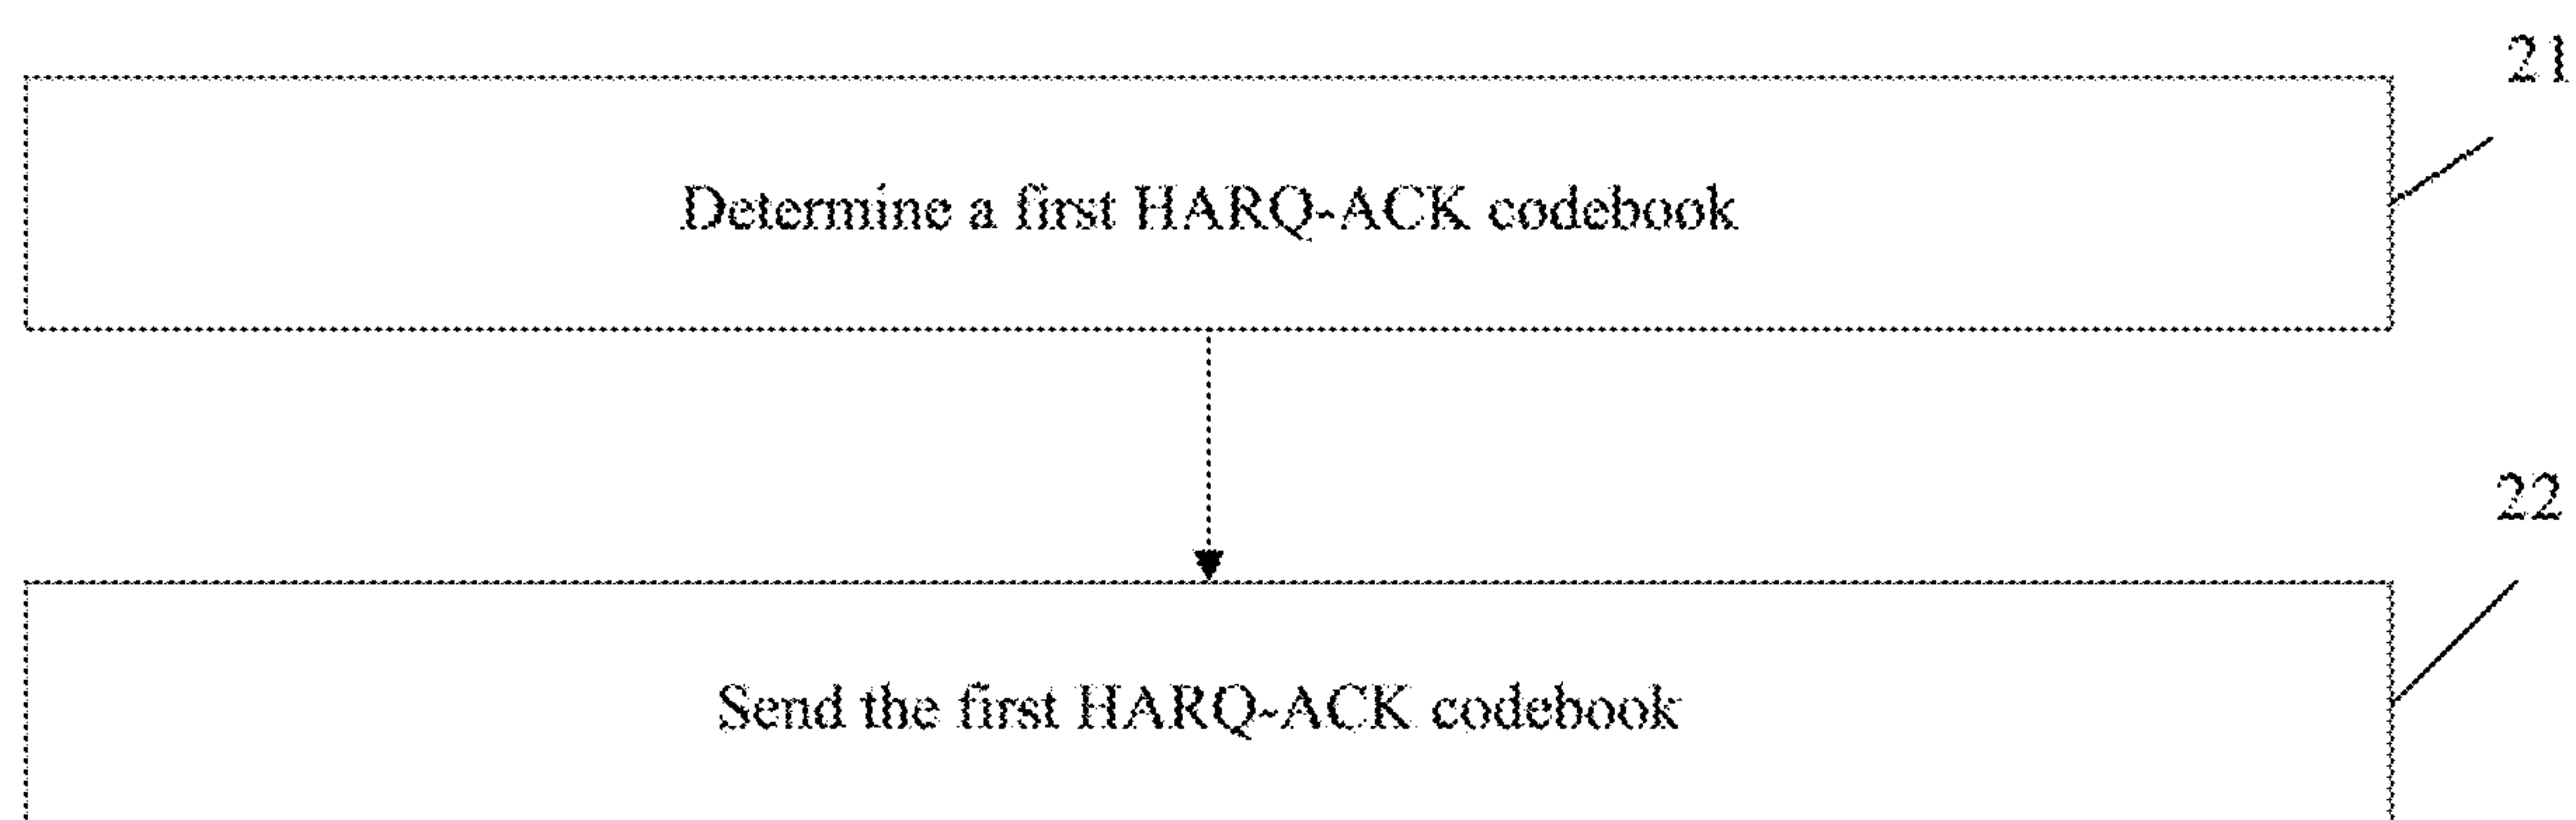 21
Determine a first HARQ-ACK codebook
22
Send the first HARQ-ACK codebook